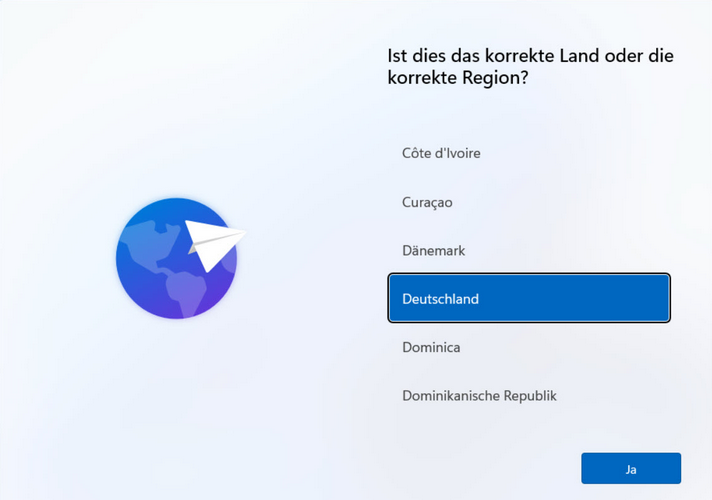 Ist dies das korrekte Land oder die
korrekte Region?
Côte d'Ivoire
Curaçao
Dänemark
Deutschland
Dominica
Dominikanische Republik
Ja